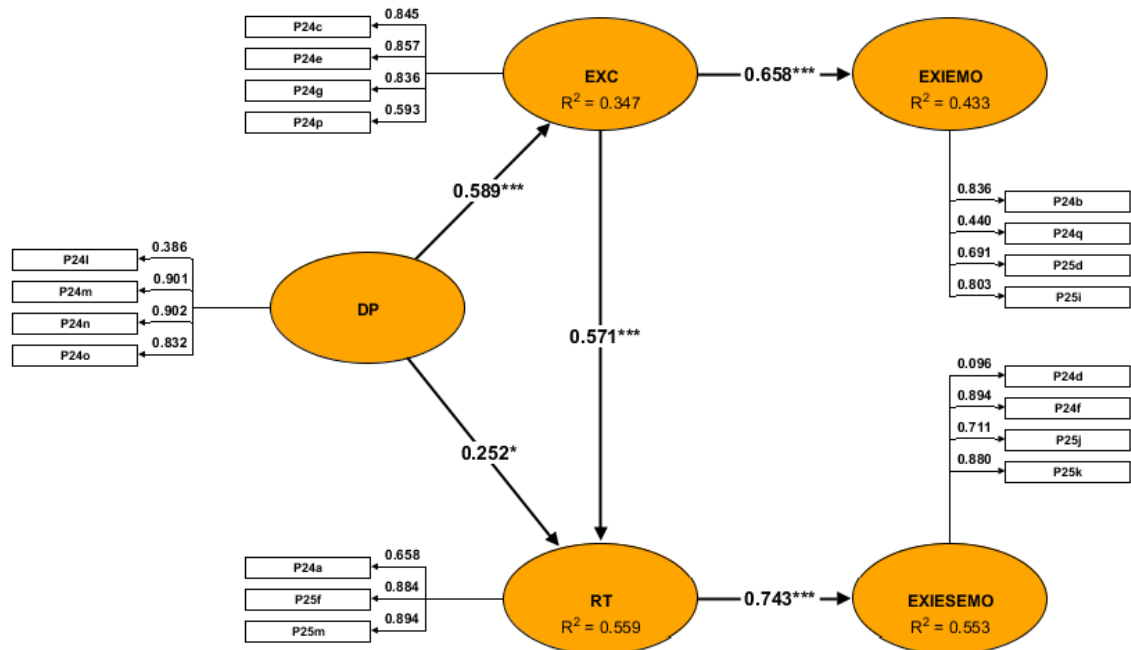 0.845
P24c
0.857
P24e
0.836
P24g
0.593
P24p
EXC
R² = 0.347
0.658***
EXIEMO
R² = 0.433
0.589***
0.836
P24b
0.440
P24q
0.691
P25d
0.803
P25i
0.386
P24l
0.901
P24m
0.902
P24n
0.832
P24o
DP
0.571***
0.096
P24d
0.894
P24f
0.711
P25j
0.880
P25k
0.252*
0.658
P24a
0.884
P25f
0.894
P25m
RT
R² = 0.559
0.743***
EXIESEMO
R² = 0.553